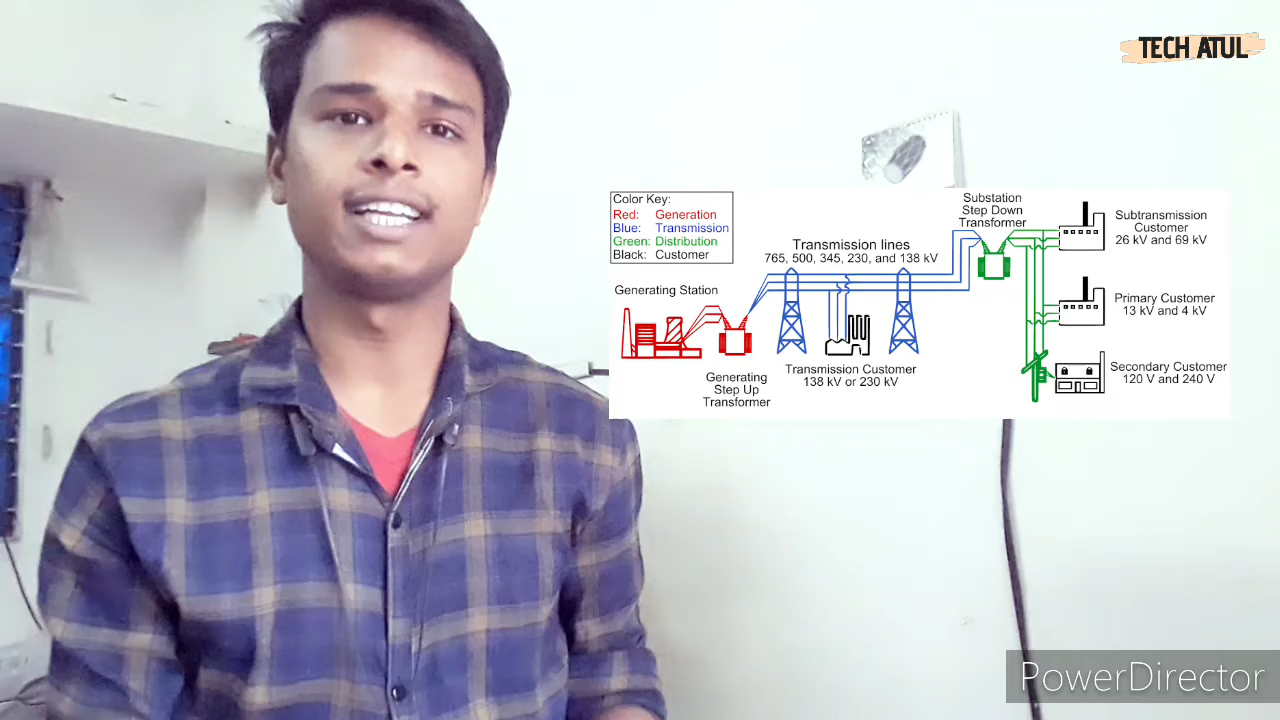 TECH ATUL
Color Key:
Red: Generation
Blue: Transmission
Green: Distribution
Black: Customer
Generating Station
Generating
Step Up
Transformer
Transmission lines
765, 500, 345, 230, and 138 kV
Transmission Customer
138 kV or 230 kV
Substation
Step Down
Transformer
Subtransmission
Customer
26 kV and 69 kV
Primary Customer
13 kV and 4 kV
Secondary Customer
120 V and 240 V
PowerDirector